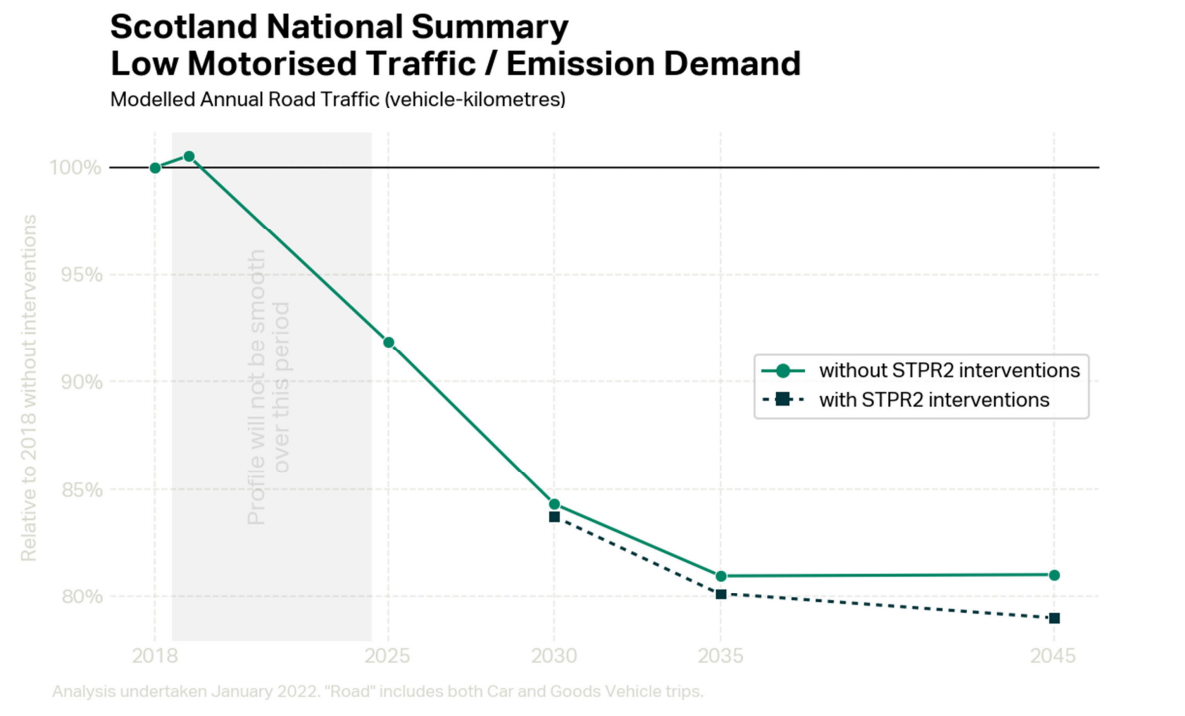 Scotland National Summary
Low Motorised Traffic / Emission Demand
Modelled Annual Road Traffic (vehicle-kilometres)
100%
95%
90%
85%
80%
Relative to 2018 without interventions
Profile will not be smooth
over this period
without STPR2 interventions
with STPR2 interventions
2018
2025
2030
2035
2045
Analysis undertaken January 2022. "Road" includes both Car and Goods Vehicle trips.